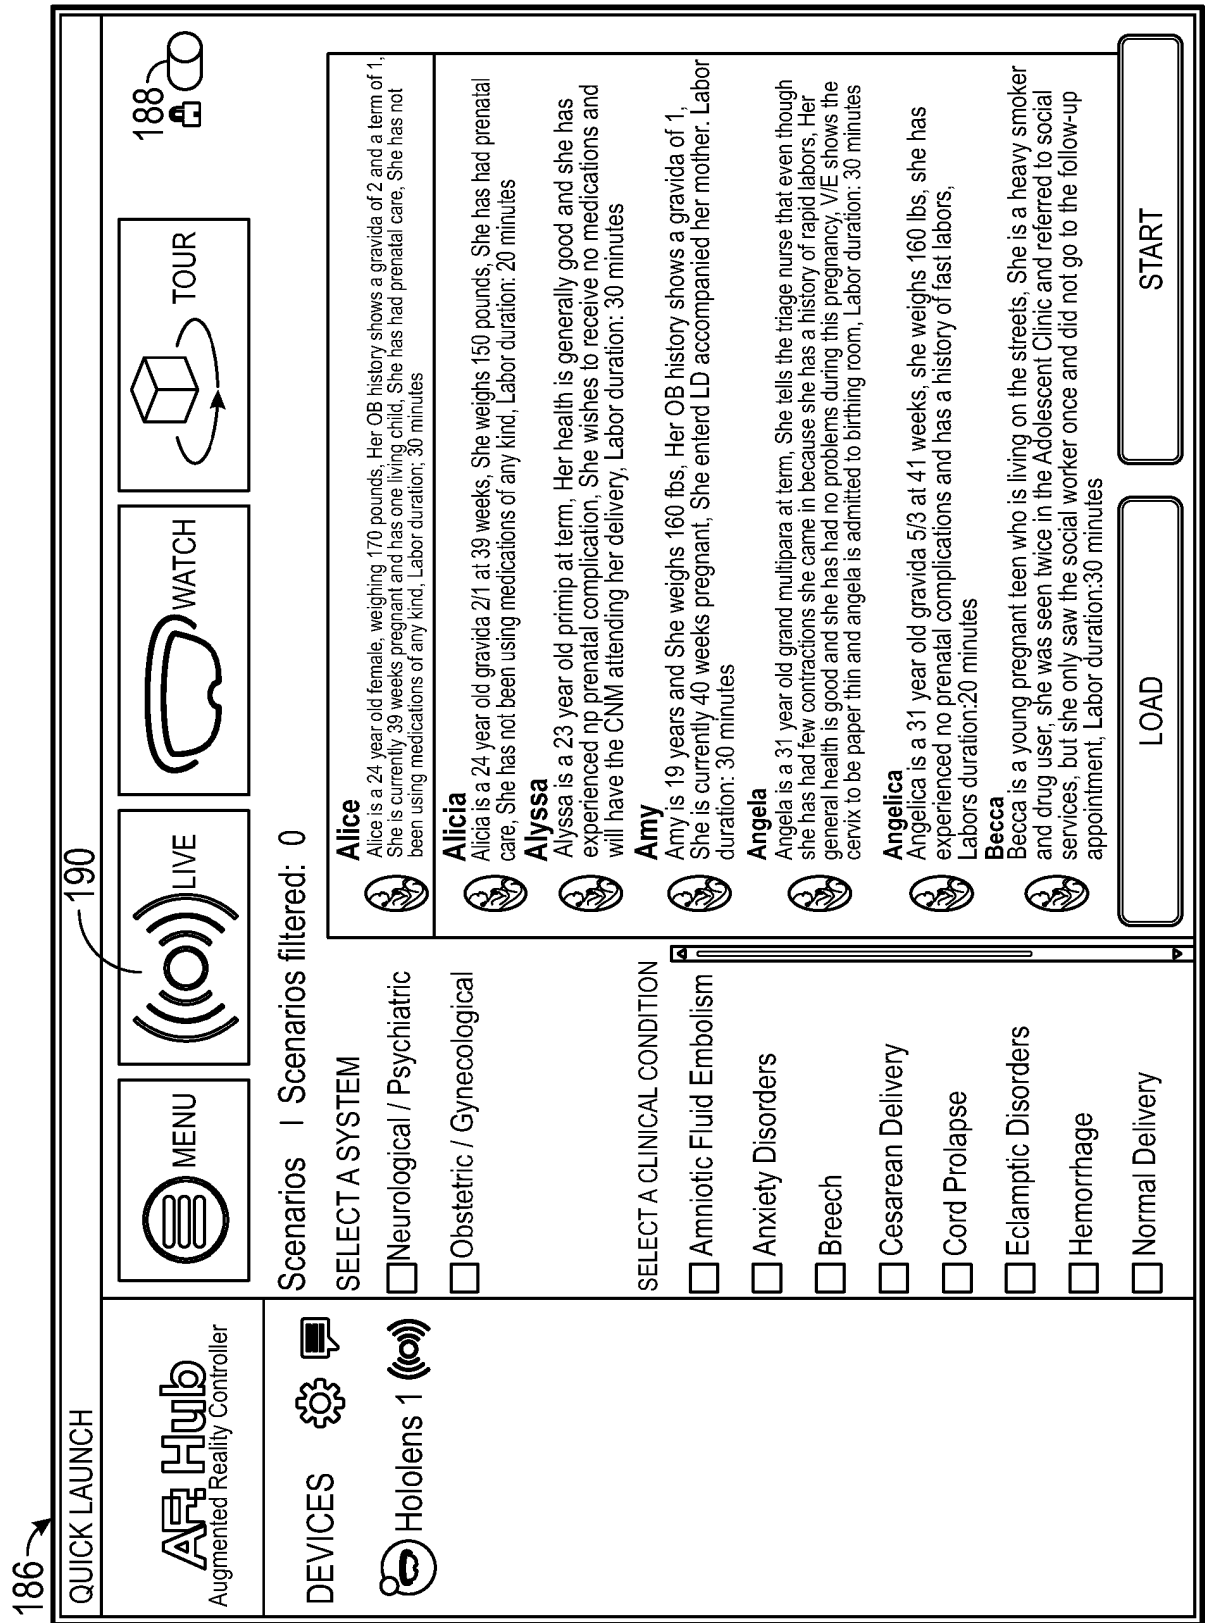 186
QUICK LAUNCH
190
188
AR Hub
Augmented Reality Controller
MENU
LIVE
WATCH
TOUR
DEVICES
Hololens 1
Scenarios | Scenarios filtered: 0
SELECT A SYSTEM
Neurological / Psychiatric
Obstetric / Gynecological
SELECT A CLINICAL CONDITION
Amniotic Fluid Embolism
Anxiety Disorders
Breech
Cesarean Delivery
Cord Prolapse
Eclamptic Disorders
Hemorrhage
Normal Delivery
Alice
Alice is a 24 year old female, weighing 170 pounds, Her OB history shows a gravida of 2 and a term of 1,
She is currently 39 weeks pregnant and has one living child, She has had prenatal care, She has not
been using medications of any kind, Labor duration; 30 minutes
Alicia
Alicia is a 24 year old gravida 2/1 at 39 weeks, She weighs 150 pounds, She has had prenatal
care, She has not been using medications of any kind, Labor duration: 20 minutes
Alyssa
Alyssa is a 23 year old primip at term, Her health is generally good and she has
experienced np prenatal complication, She wishes to receive no medications and
will have the CNM attending her delivery, Labor duration: 30 minutes
Amy
Amy is 19 years and She weighs 160 fbs, Her OB history shows a gravida of 1,
She is currently 40 weeks pregnant, She enterd LD accompanied her mother. Labor
duration: 30 minutes
Angela
Angela is a 31 year old grand multipara at term, She tells the triage nurse that even though
she has had few contractions she came in because she has a history of rapid labors, Her
general health is good and she has had no problems during this pregnancy, V/E shows the
cervix to be paper thin and angela is admitted to birthing room, Labor duration: 30 minutes
Angelica
Angelica is a 31 year old gravida 5/3 at 41 weeks, she weighs 160 lbs, she has
experienced no prenatal complications and has a history of fast labors,
Labors duration:20 minutes
Becca
Becca is a young pregnant teen who is living on the streets, She is a heavy smoker
and drug user, she was seen twice in the Adolescent Clinic and referred to social
services, but she only saw the social worker once and did not go to the follow-up
appointment, Labor duration:30 minutes
LOAD
START